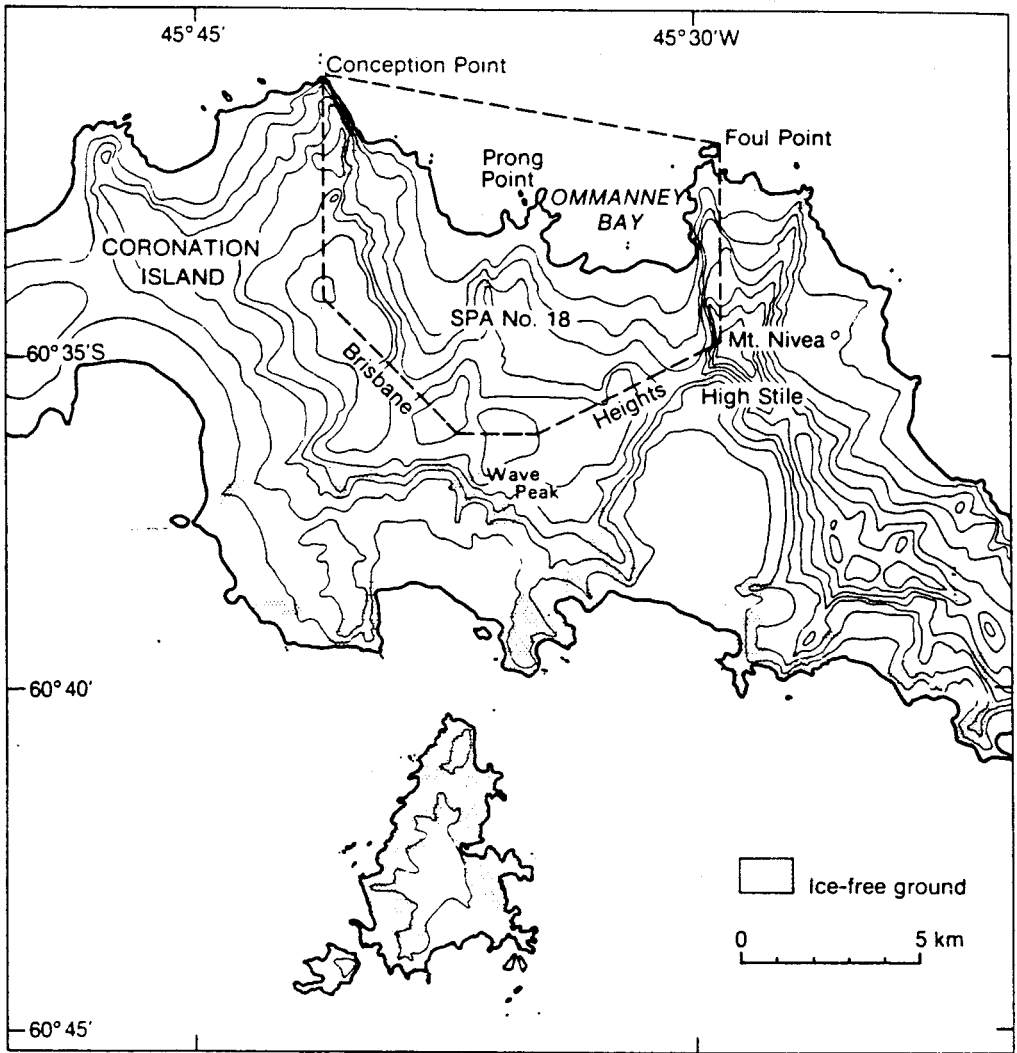 45°45'
45°30'W
Conception Point
Foul Point
Prong
Point
OMMANNEY
BAY
CORONATION
ISLAND
SPA No. 18
60°35'S
Mt. Nivea
Brisbane
Heights
High Stile
Wave
Peak
60°40'
Ice-free ground
0 5 km
60°45'